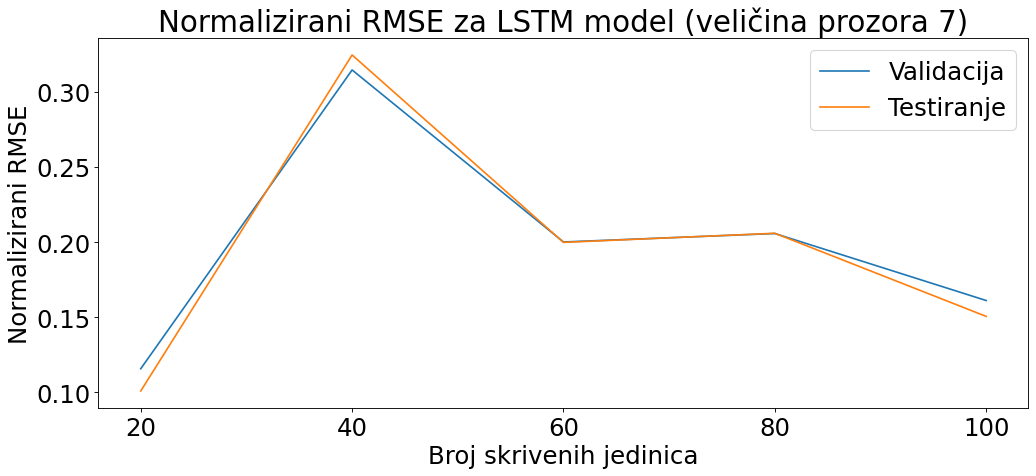 Normalizirani RMSE za LSTM model (veličina prozora 7)
Validacija
Testiranje
Normalizirani RMSE
0.30
0.25
0.20
0.15
0.10
20 40 60 80 100
Broj skrivenih jedinica